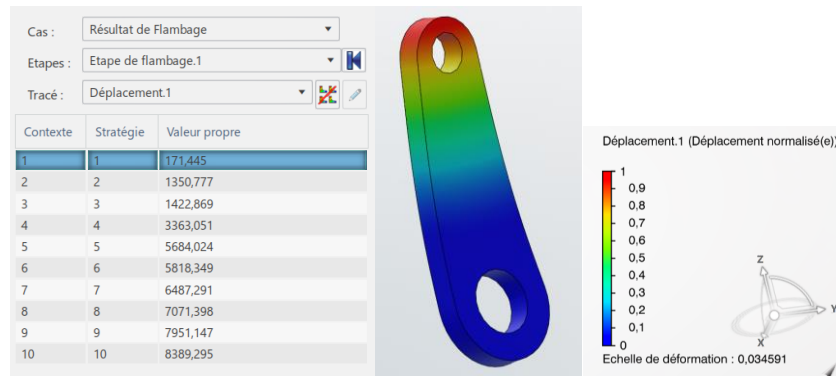 Cas : Résultat de Flambage
Etapes : Etape de flambage.1
Tracé : Déplacement.1
Contexte Stratégie Valeur propre
1 1 171,445
2 2 1350,777
3 3 1422,869
4 4 3363,051
5 5 5684,024
6 6 5818,349
7 7 6487,291
8 8 7071,398
9 9 7951,147
10 10 8389,295
Déplacement.1 (Déplacement normalisé(e))
1
0,9
0,8
0,7
0,6
0,5
0,4
0,3
0,2
0,1
0
Z
Y
X
Echelle de déformation : 0,034591